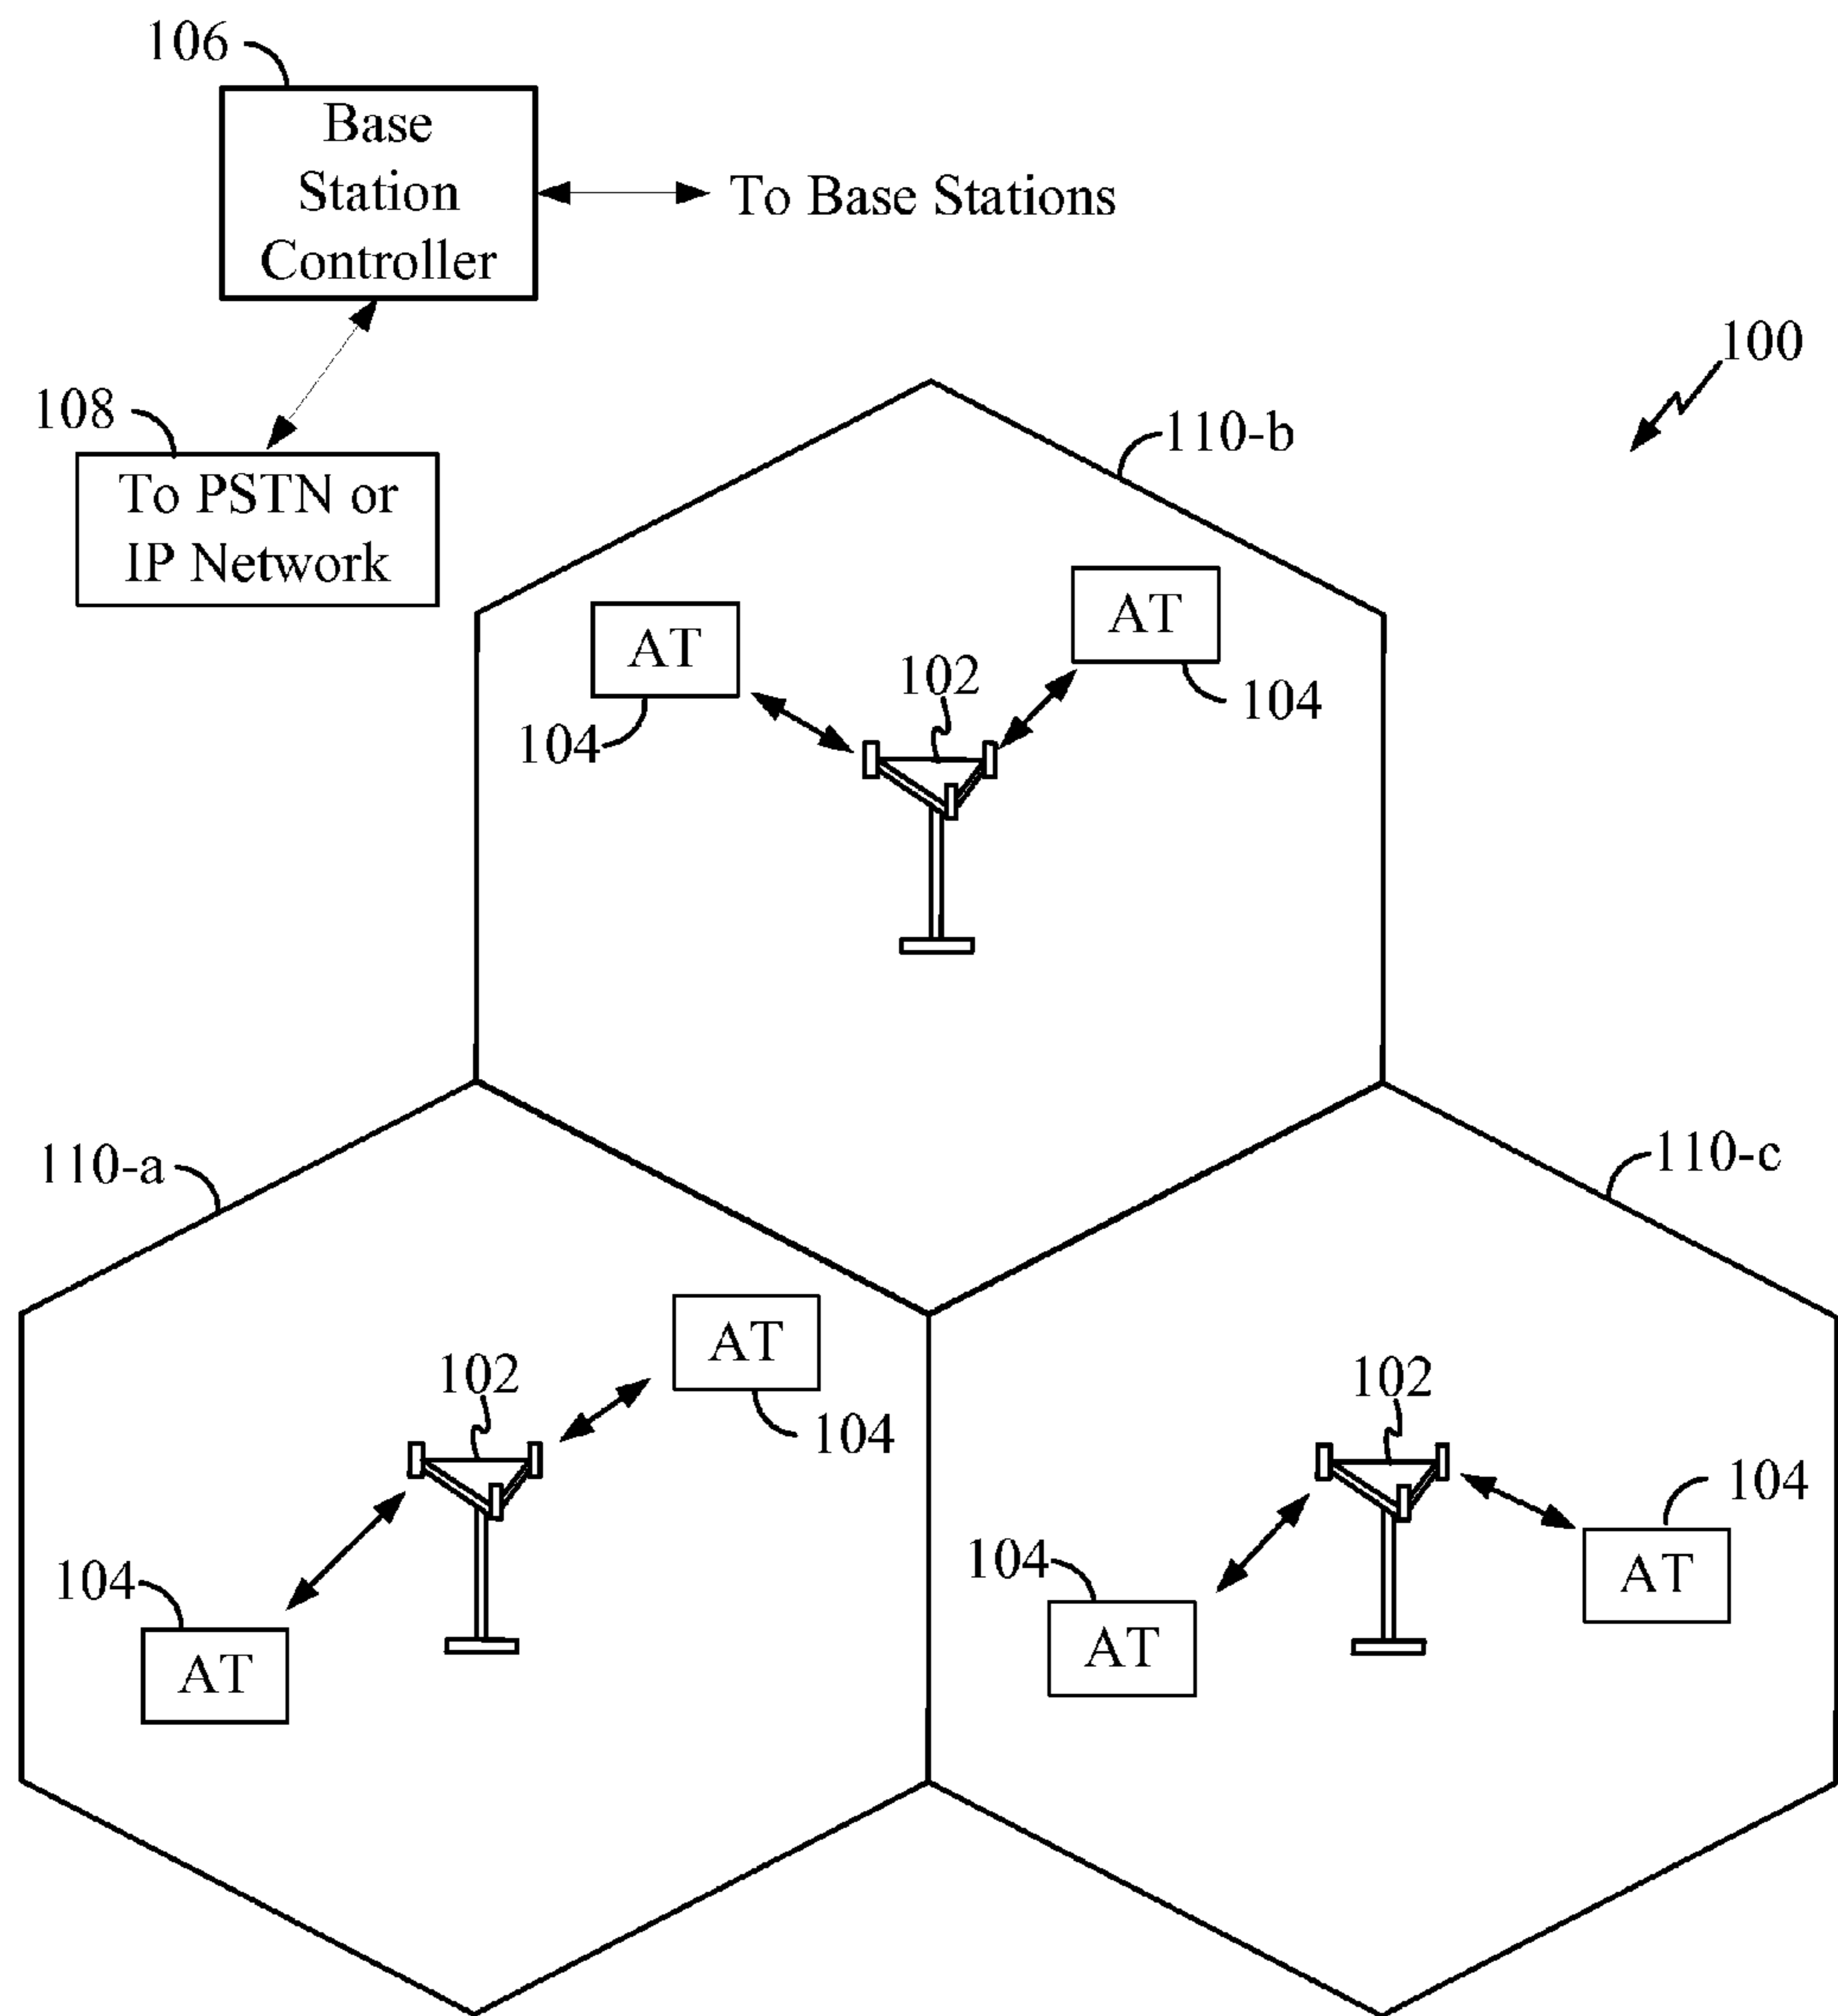 106
Base
Station
Controller
To Base Stations
100
108
To PSTN or
IP Network
110-b
AT
AT
102
104
104
110-a
110-c
AT
102
102
104
104
104
AT
104
AT
AT